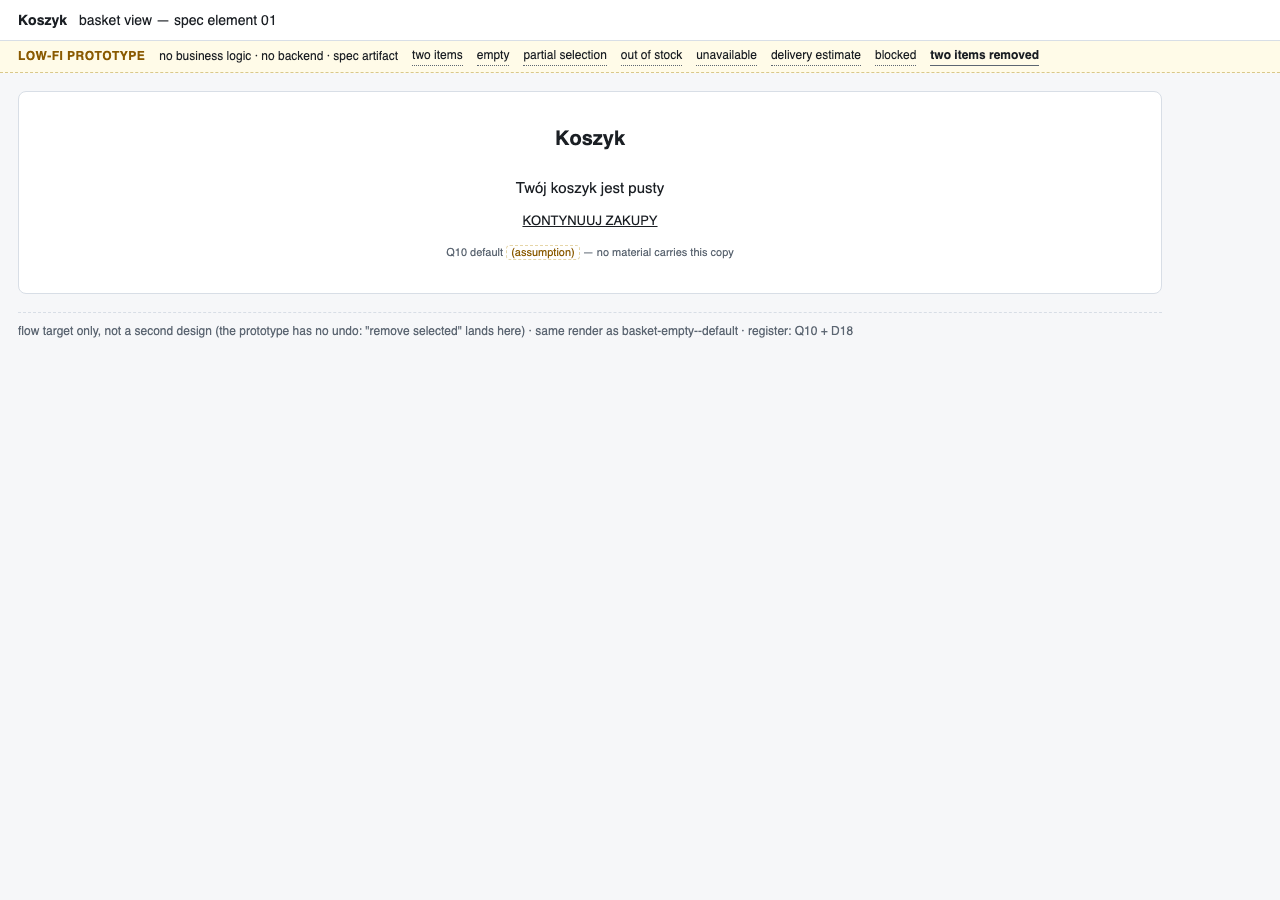 Koszyk basket view — spec element 01
LOW-FI PROTOTYPE no business logic · no backend · spec artifact two items empty partial selection out of stock unavailable delivery estimate blocked two items removed
Koszyk
Twój koszyk jest pusty
KONTYNUUJ ZAKUPY
Q10 default (assumption) — no material carries this copy
flow target only, not a second design (the prototype has no undo: "remove selected" lands here) · same render as basket-empty--default · register: Q10 + D18